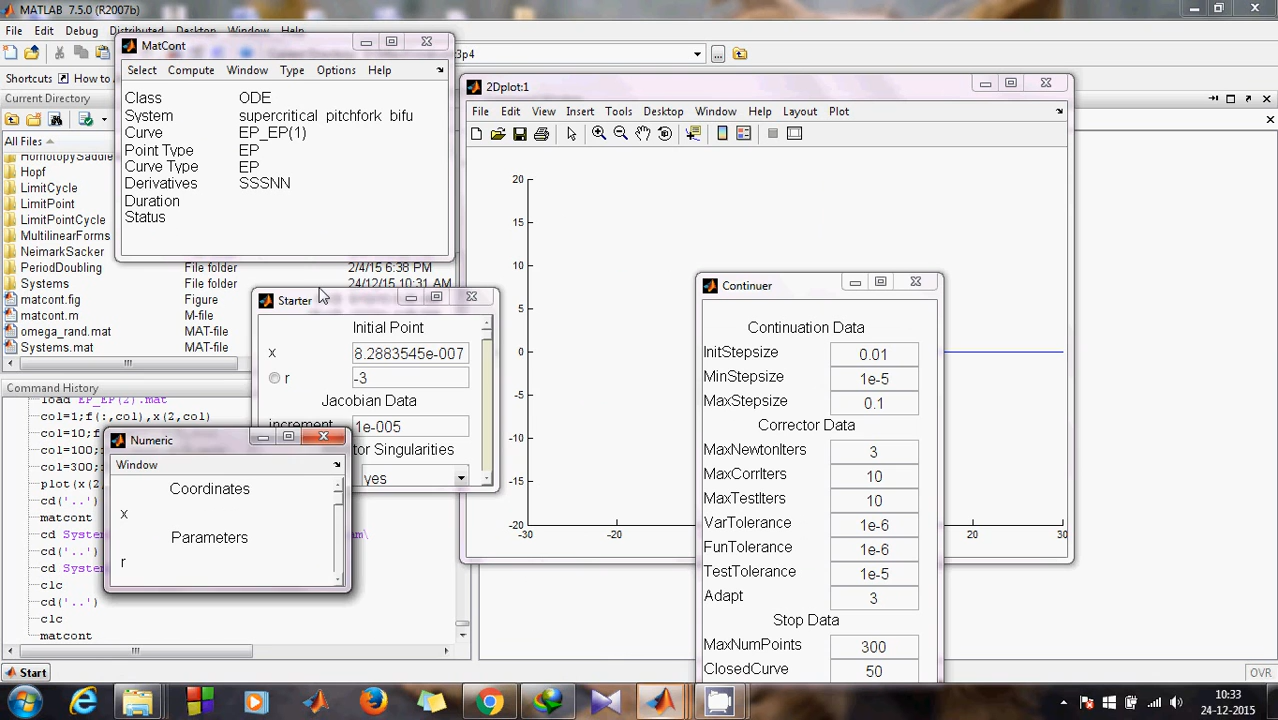 MATLAB 7.5.0 (R2007b)
File Edit Debug Distributed Desktop Window Help
3p4
Shortcuts How to
Current Directory
All Files
HomotopySaddle
Hopf
LimitCycle
LimitPoint
LimitPointCycle
MultilinearForms
NeimarkSacker
PeriodDoubling File folder 2/4/15 6:38 PM
Systems File folder 24/12/15 10:31 AM
matcont.fig Figure
matcont.m M-file
omega_rand.mat MAT-file
Systems.mat MAT-file
Command History
load EP_EP(2).mat
col=1;f(:,col),x(2,col)
col=10;f
col=100;
col=300;
plot(x(2
cd('..')
matcont
cd System
cd('..')
cd Syste
clc
cd('..')
clc
matcont
MatCont
Select Compute Window Type Options Help
Class ODE
System supercritical pitchfork bifu
Curve EP_EP(1)
Point Type EP
Curve Type EP
Derivatives SSSNN
Duration
Status
Starter
Initial Point
x 8.2883545e-007
r -3
Jacobian Data
increment 1e-005
tor Singularities
yes
Numeric
Window
Coordinates
x
Parameters
r
2Dplot:1
File Edit View Insert Tools Desktop Window Help Layout Plot
20
15
10
5
0
-5
-10
-15
-20
-30 -20 20 30
Continuer
Continuation Data
InitStepsize 0.01
MinStepsize 1e-5
MaxStepsize 0.1
Corrector Data
MaxNewtonIters 3
MaxCorrIters 10
MaxTestIters 10
VarTolerance 1e-6
FunTolerance 1e-6
TestTolerance 1e-5
Adapt 3
Stop Data
MaxNumPoints 300
ClosedCurve 50
Start
OVR
10:33
24-12-2015